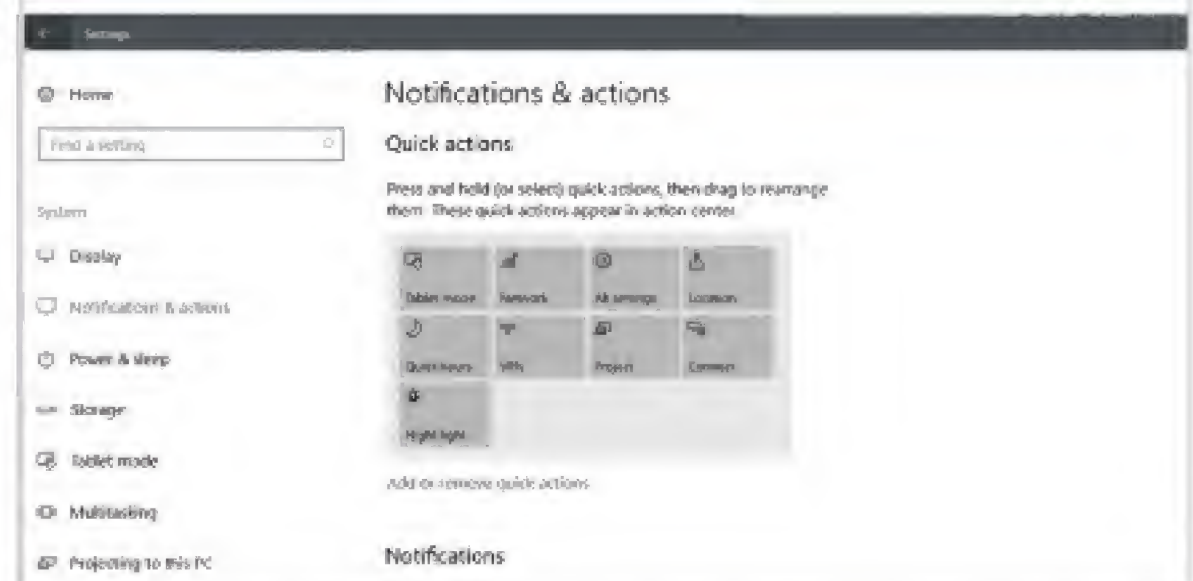 Settings
Home
Find a setting
System
Display
Notifications & actions
Power & sleep
Storage
Tablet mode
Multitasking
Projecting to this PC
Notifications & actions
Quick actions
Press and hold (or select) quick actions, then drag to rearrange
them. These quick actions appear in action center.
Tablet mode
Network
All settings
Location
Quiet hours
VPN
Project
Connect
Night light
Add or remove quick actions
Notifications